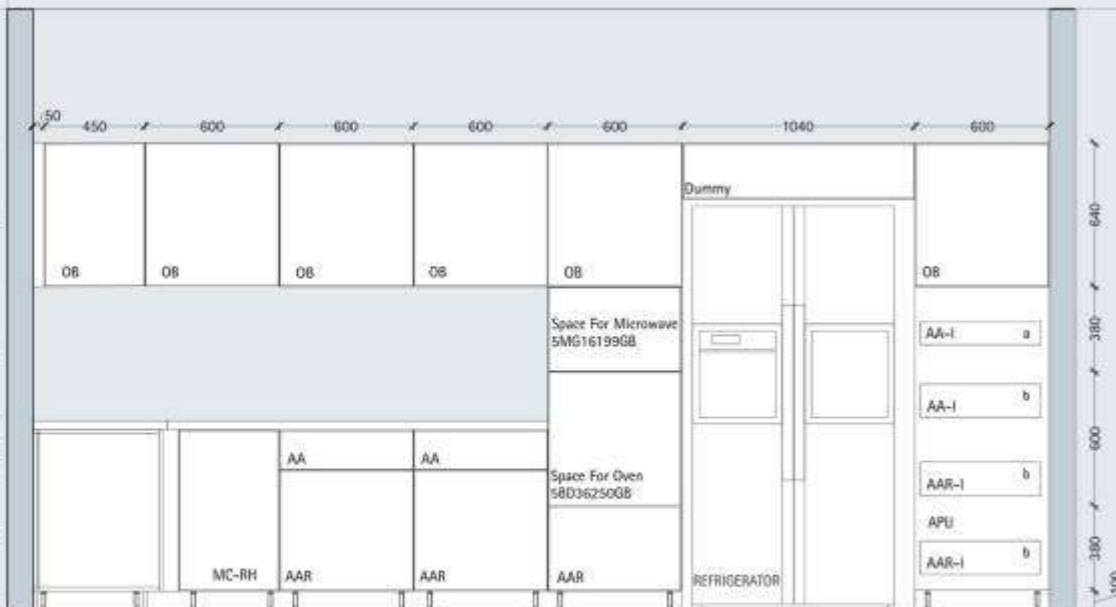 50
450 600 600 600 600 1040 600
Dummy
640
OB OB OB OB OB OB
Space For Microwave
5MG16199GB
380
AA-I a
AA-I b
600
AA AA
Space For Oven
5BD36250GB
AAR-I b
APU
380
AAR-I b
MC-RH AAR AAR AAR REFRIGERATOR